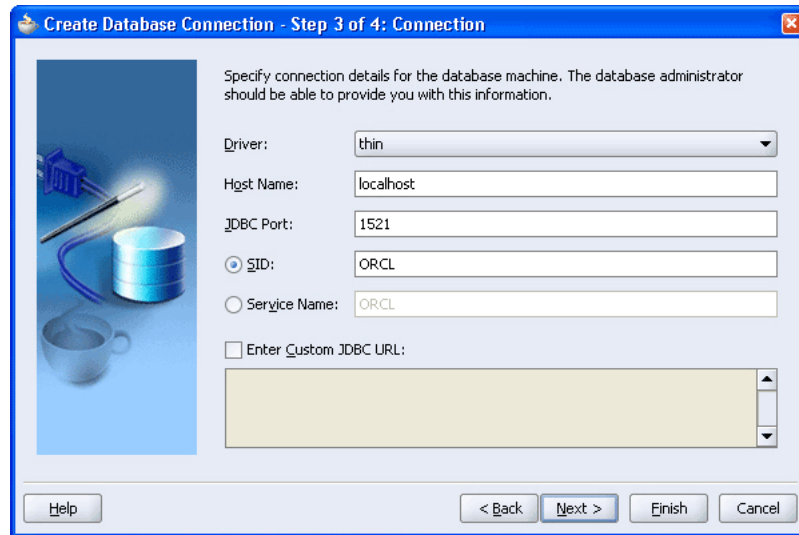 Create Database Connection - Step 3 of 4: Connection
Specify connection details for the database machine. The database administrator
should be able to provide you with this information.
Driver: thin
Host Name: localhost
JDBC Port: 1521
SID: ORCL
Service Name: ORCL
Enter Custom JDBC URL:
Help < Back Next > Finish Cancel